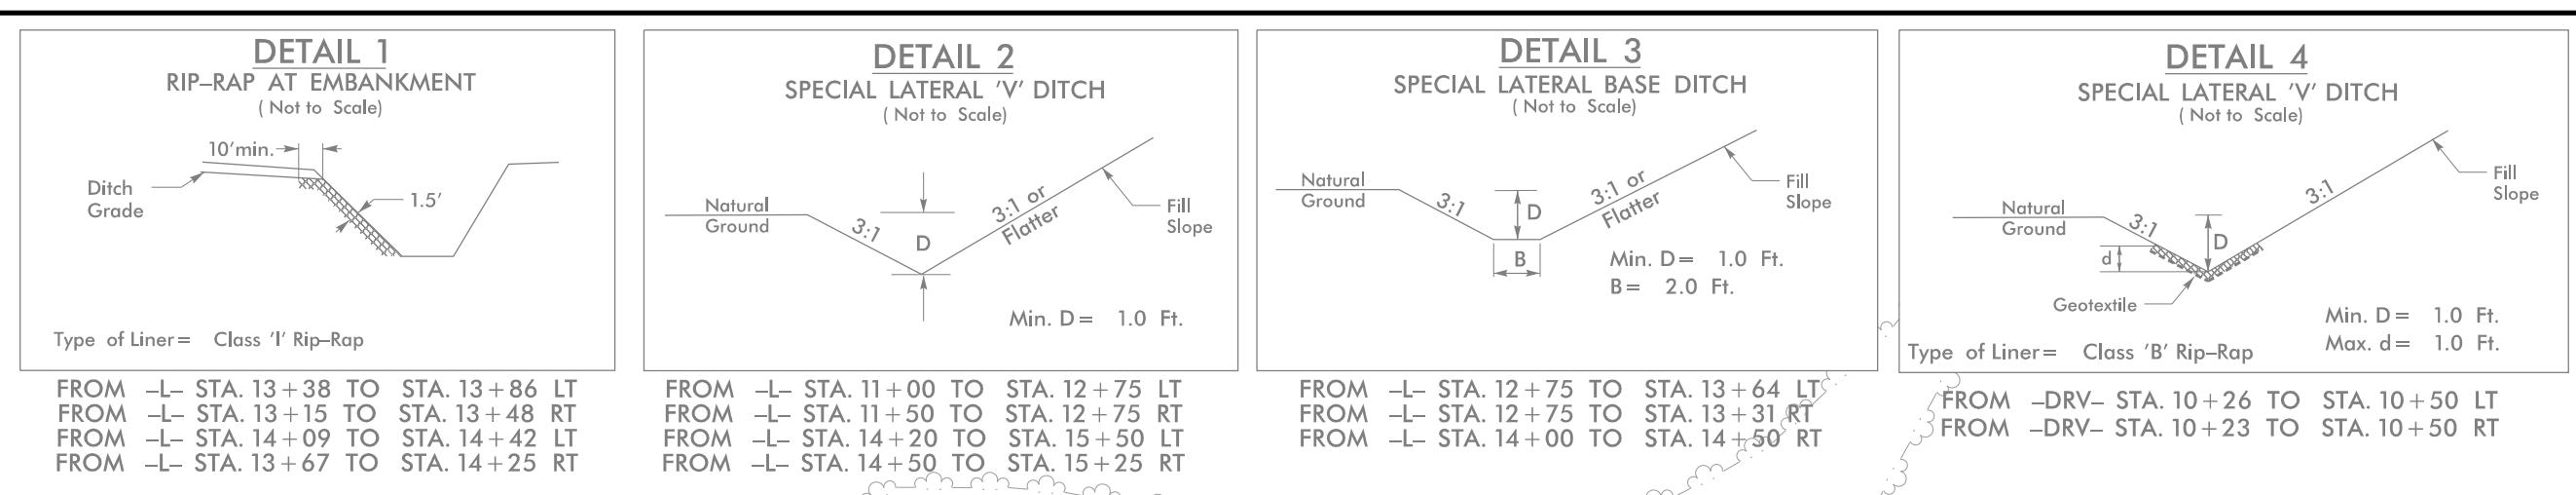 DETAIL 1
RIP–RAP AT EMBANKMENT
( Not to Scale)
10'min.
Ditch
Grade
1.5'
Type of Liner= Class 'I' Rip–Rap
FROM –L– STA. 13+38 TO STA. 13+86 LT
FROM –L– STA. 13+15 TO STA. 13+48 RT
FROM –L– STA. 14+09 TO STA. 14+42 LT
FROM –L– STA. 13+67 TO STA. 14+25 RT
DETAIL 2
SPECIAL LATERAL 'V' DITCH
( Not to Scale)
Natural
Ground
3:1
D
3:1 or
Flatter
Fill
Slope
Min. D= 1.0 Ft.
FROM –L– STA. 11+00 TO STA. 12+75 LT
FROM –L– STA. 11+50 TO STA. 12+75 RT
FROM –L– STA. 14+20 TO STA. 15+50 LT
FROM –L– STA. 14+50 TO STA. 15+25 RT
DETAIL 3
SPECIAL LATERAL BASE DITCH
( Not to Scale)
Natural
Ground
3:1
D
3:1 or
Flatter
Fill
Slope
B
Min. D= 1.0 Ft.
B= 2.0 Ft.
FROM –L– STA. 12+75 TO STA. 13+64 LT
FROM –L– STA. 12+75 TO STA. 13+31 RT
FROM –L– STA. 14+00 TO STA. 14+50 RT
DETAIL 4
SPECIAL LATERAL 'V' DITCH
( Not to Scale)
Natural
Ground
3:1
D
d
3:1
Fill
Slope
Geotextile
Min. D= 1.0 Ft.
Max. d= 1.0 Ft.
Type of Liner= Class 'B' Rip–Rap
FROM –DRV– STA. 10+26 TO STA. 10+50 LT
FROM –DRV– STA. 10+23 TO STA. 10+50 RT